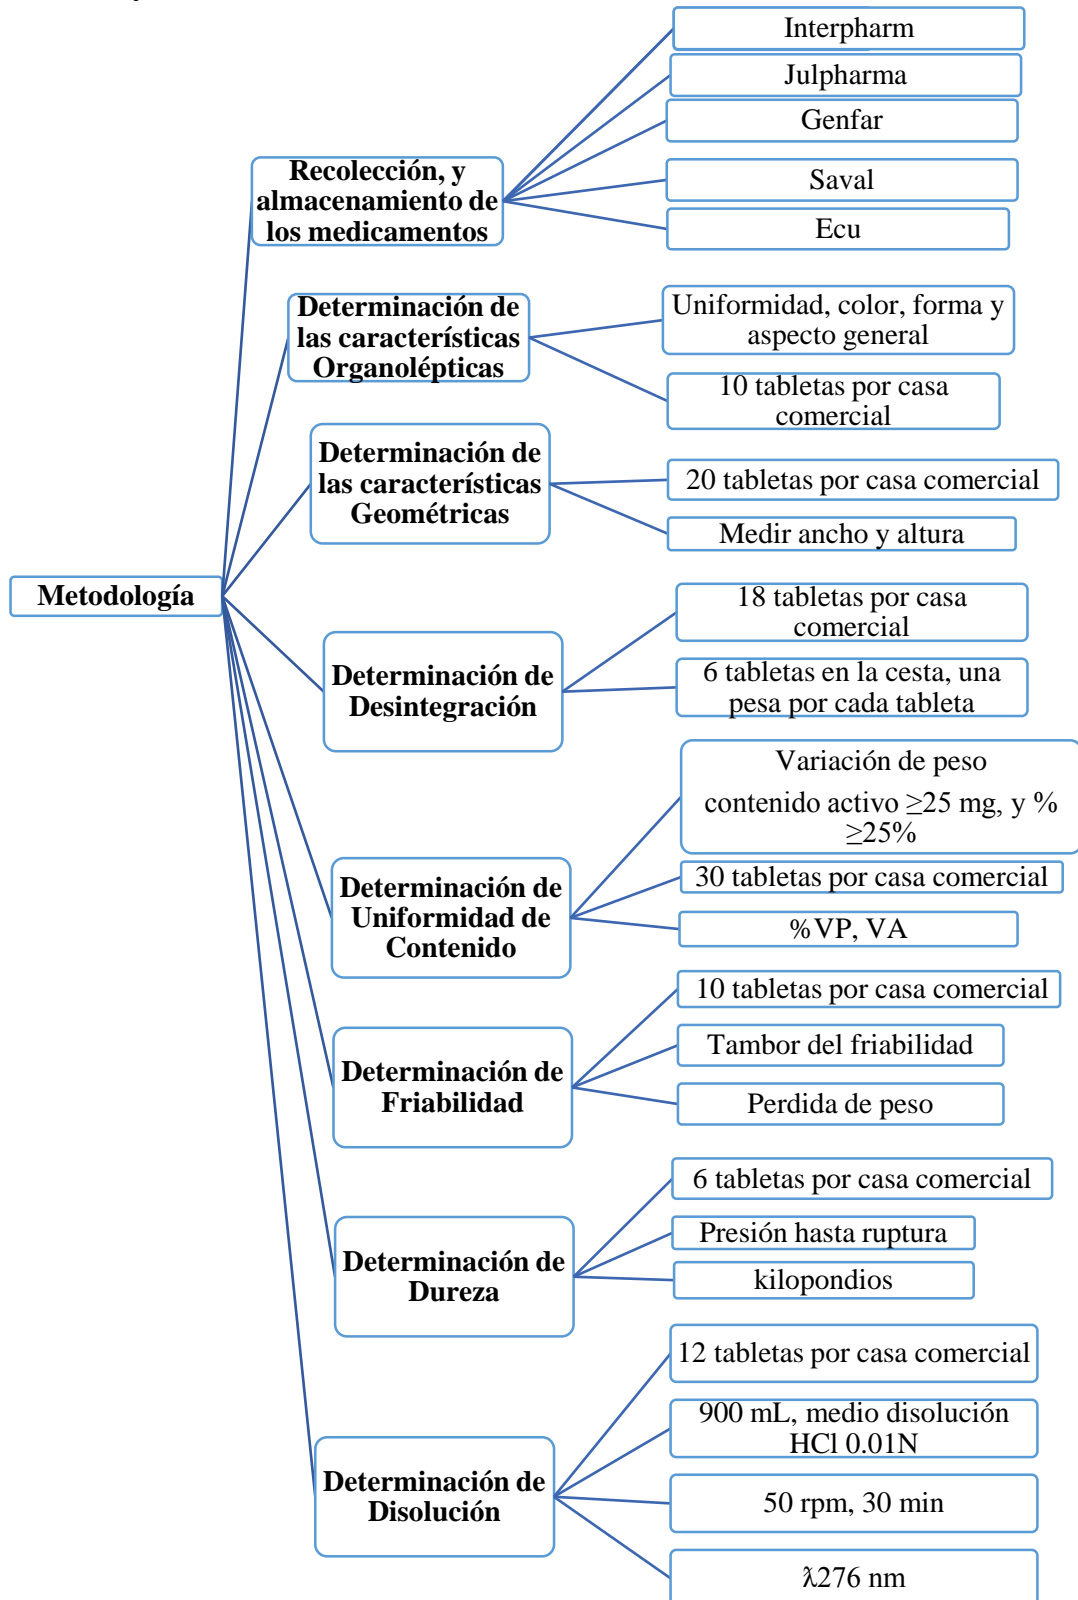 Metodología
Recolección, y
almacenamiento de
los medicamentos
Interpharm
Julpharma
Genfar
Saval
Ecu
Determinación de
las características
Organolépticas
Uniformidad, color, forma y
aspecto general
10 tabletas por casa
comercial
Determinación de
las características
Geométricas
20 tabletas por casa comercial
Medir ancho y altura
Determinación de
Desintegración
18 tabletas por casa
comercial
6 tabletas en la cesta, una
pesa por cada tableta
Determinación de
Uniformidad de
Contenido
Variación de peso
contenido activo ≥25 mg, y %
≥25%
30 tabletas por casa comercial
%VP, VA
Determinación de
Friabilidad
10 tabletas por casa comercial
Tambor del friabilidad
Perdida de peso
Determinación de
Dureza
6 tabletas por casa comercial
Presión hasta ruptura
kilopondios
Determinación de
Disolución
12 tabletas por casa comercial
900 mL, medio disolución
HCl 0.01N
50 rpm, 30 min
ƛ276 nm